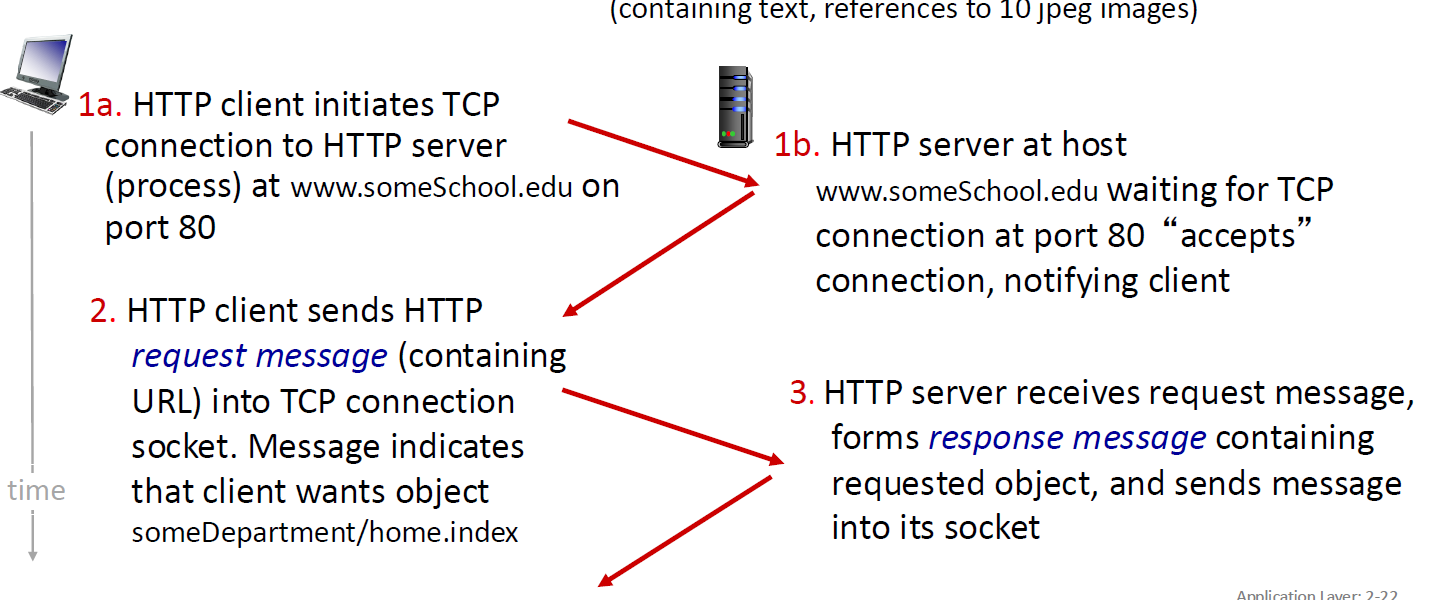 (containing text, references to 10 jpeg images)
1a. HTTP client initiates TCP
connection to HTTP server
(process) at www.someSchool.edu on
port 80
1b. HTTP server at host
www.someSchool.edu waiting for TCP
connection at port 80 “accepts”
connection, notifying client
2. HTTP client sends HTTP
request message (containing
URL) into TCP connection
socket. Message indicates
that client wants object
someDepartment/home.index
3. HTTP server receives request message,
forms response message containing
requested object, and sends message
into its socket
time
Application Layer: 2-22